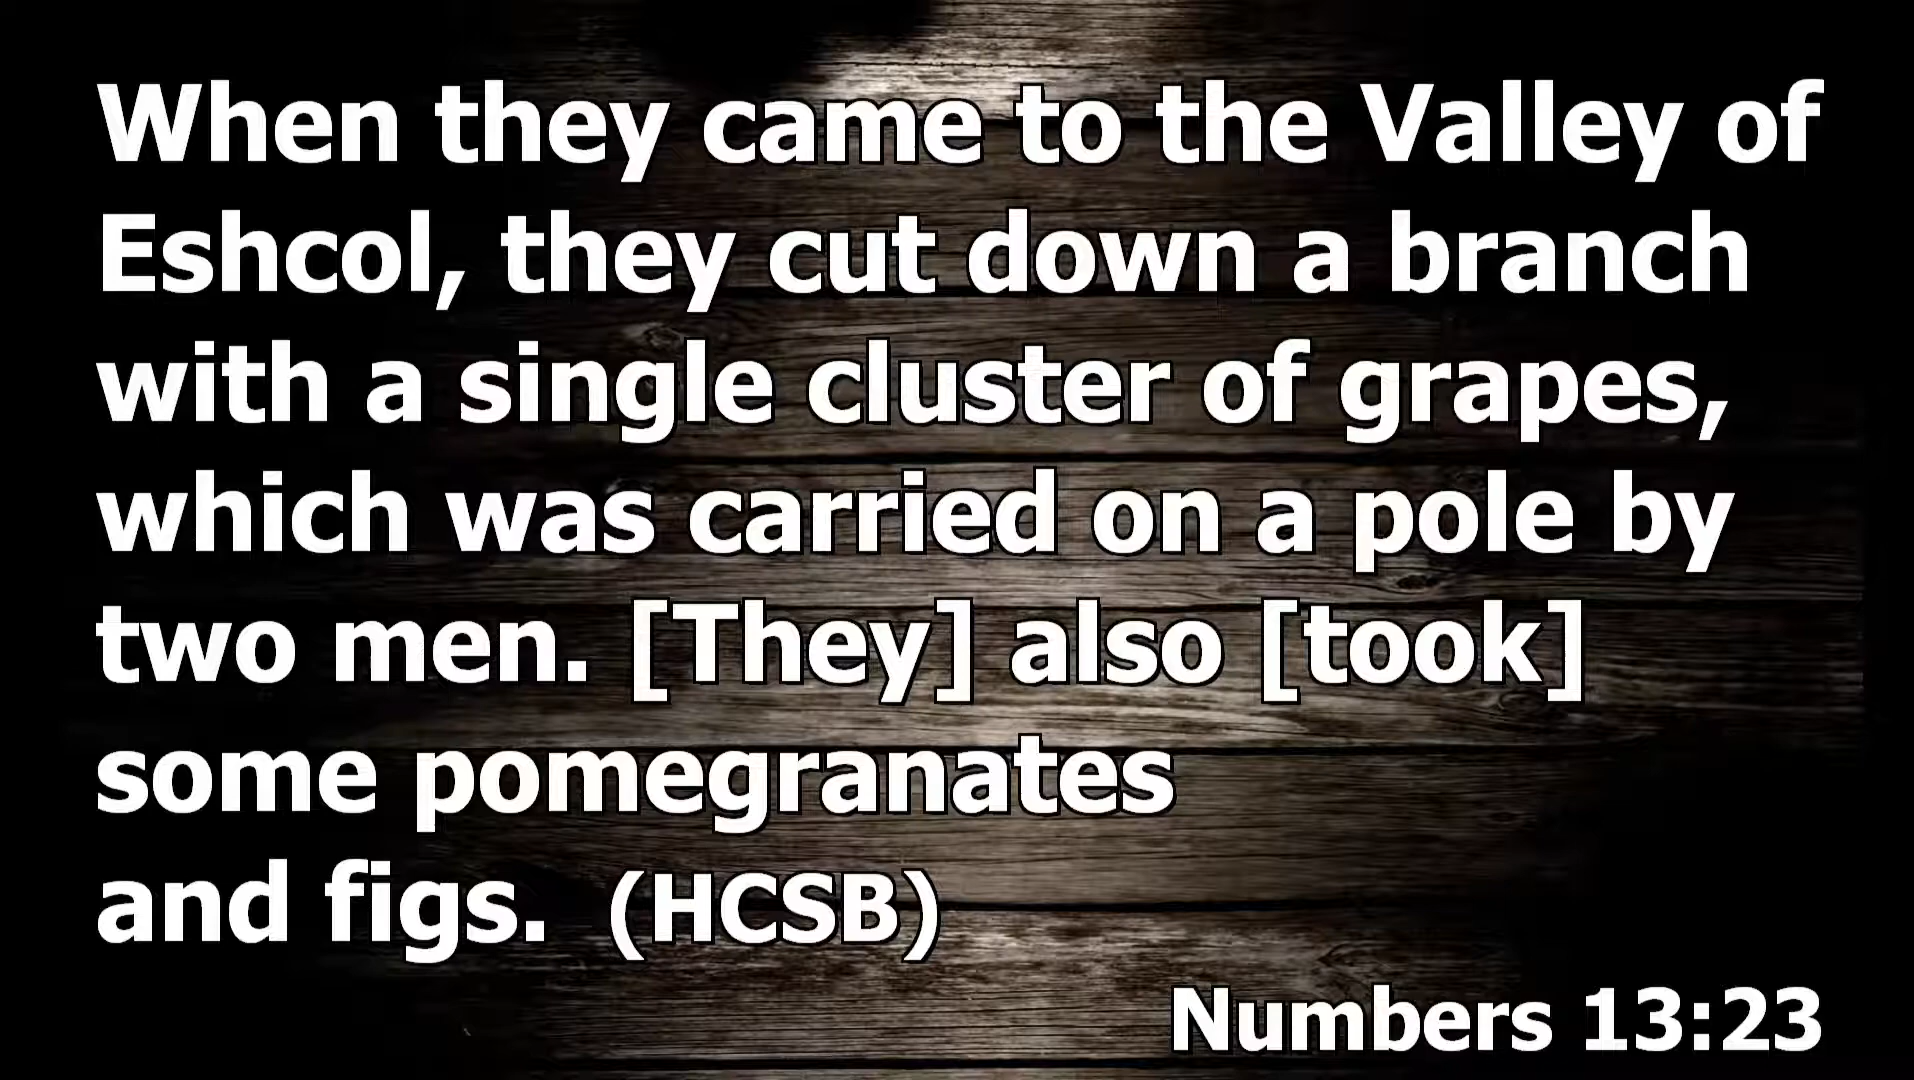 When they came to the Valley of
Eshcol, they cut down a branch
with a single cluster of grapes,
which was carried on a pole by
two men. [They] also [took]
some pomegranates
and figs. (HCSB)
Numbers 13:23